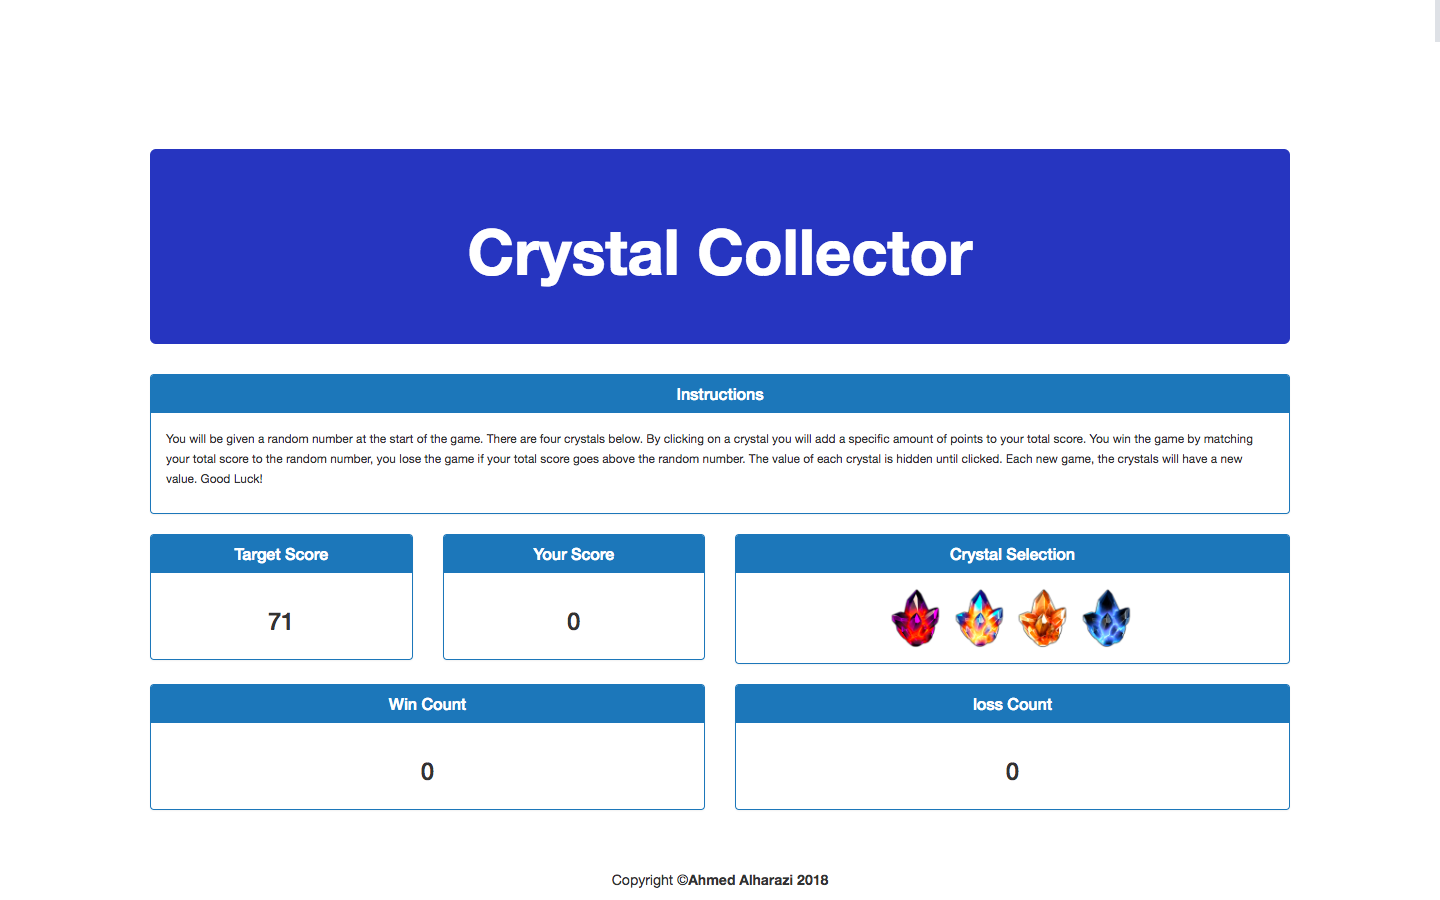 Crystal Collector
Instructions
You will be given a random number at the start of the game. There are four crystals below. By clicking on a crystal you will add a specific amount of points to your total score. You win the game by matching
your total score to the random number, you lose the game if your total score goes above the random number. The value of each crystal is hidden until clicked. Each new game, the crystals will have a new
value. Good Luck!
Target Score
71
Your Score
0
Crystal Selection
Win Count
0
loss Count
0
Copyright ©Ahmed Alharazi 2018